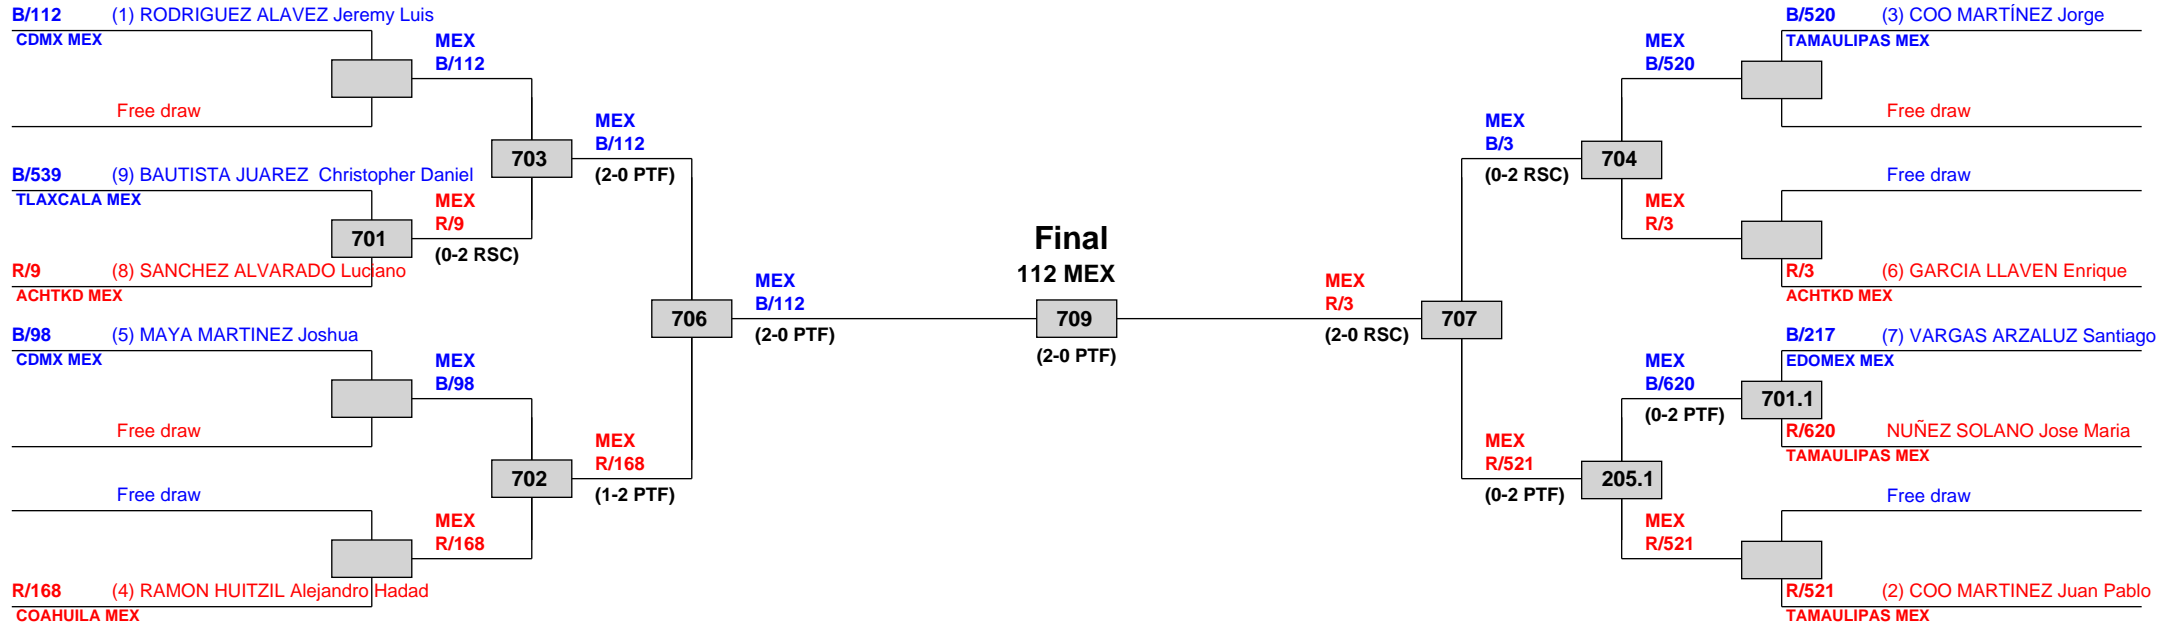 B/112 (1) RODRIGUEZ ALAVEZ Jeremy Luis
CDMX MEX
MEX
B/112
Free draw
MEX
B/112
703
(2-0 PTF)
B/539 (9) BAUTISTA JUAREZ  Christopher Daniel
TLAXCALA MEX
MEX
R/9
701
(0-2 RSC)
R/9 (8) SANCHEZ ALVARADO Luciano
ACHTKD MEX
MEX
B/112
706
(2-0 PTF)
B/98 (5) MAYA MARTINEZ Joshua
CDMX MEX
MEX
B/98
Free draw
MEX
R/168
702
(1-2 PTF)
Free draw
MEX
R/168
R/168 (4) RAMON HUITZIL Alejandro Hadad
COAHUILA MEX
Final
112 MEX
709
(2-0 PTF)
MEX
R/3
707
(2-0 RSC)
B/520 (3) COO MARTÍNEZ Jorge
TAMAULIPAS MEX
MEX
B/520
Free draw
MEX
B/3
704
(0-2 RSC)
Free draw
MEX
R/3
R/3 (6) GARCIA LLAVEN Enrique
ACHTKD MEX
B/217 (7) VARGAS ARZALUZ Santiago
EDOMEX MEX
MEX
B/620
701.1
(0-2 PTF)
R/620 NUÑEZ SOLANO Jose Maria
TAMAULIPAS MEX
MEX
R/521
205.1
(0-2 PTF)
Free draw
MEX
R/521
R/521 (2) COO MARTINEZ Juan Pablo
TAMAULIPAS MEX